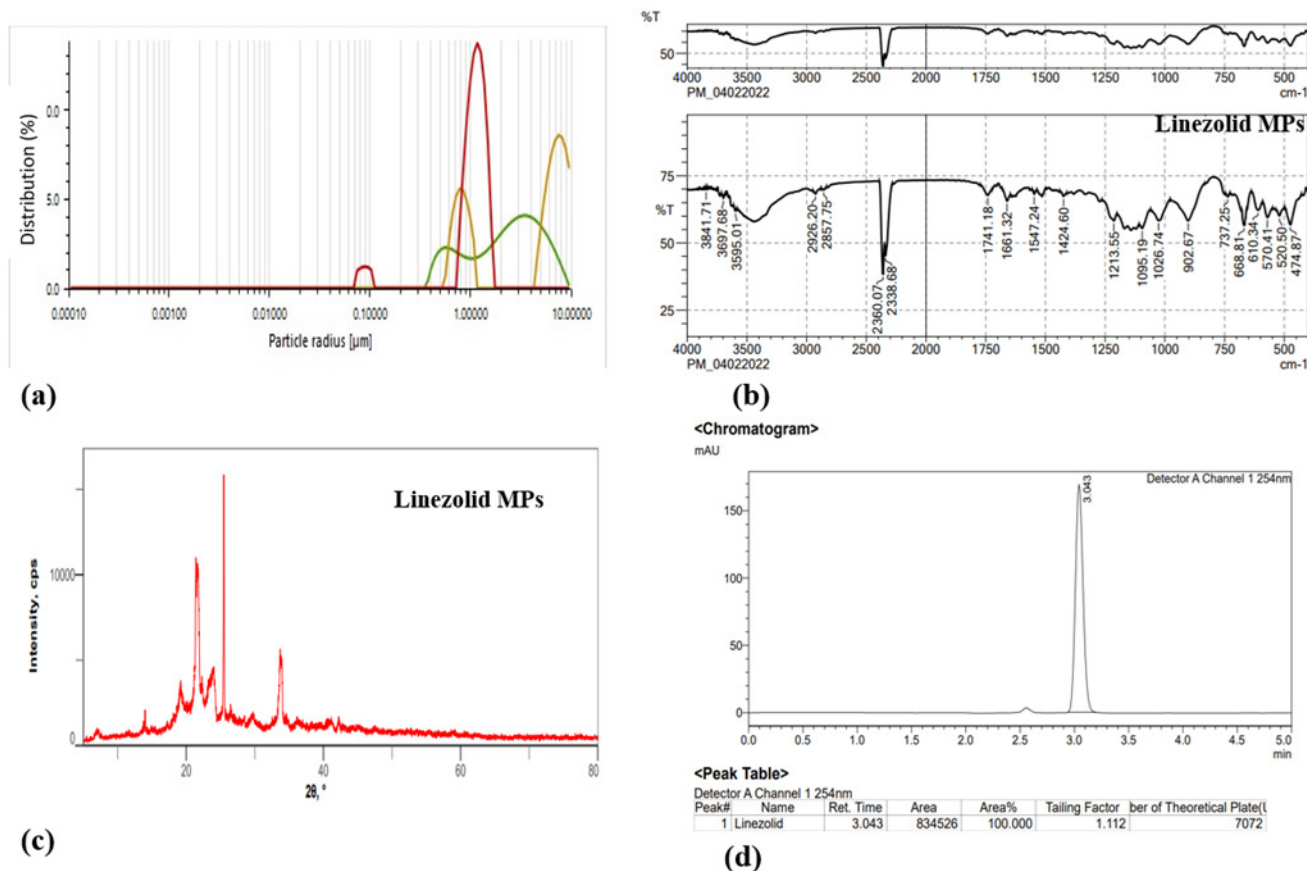 Distribution (%)
0.0
5.0
0.0
0.00010 0.00100 0.01000 0.10000 1.00000 10.00000
Particle radius [µm]
(a)
%T
50
4000 3500 3000 2500 2000 1750 1500 1250 1000 750 500
PM_04022022 cm-1
Linezolid MPs
75
%T
50
25
3841.71
3697.68
3595.01
2926.20
2857.75
2360.07
2338.68
1741.18
1661.32
1547.24
1424.60
1213.55
1095.19
1026.74
902.67
737.25
668.81
610.34
570.41
520.50
474.87
4000 3500 3000 2500 2000 1750 1500 1250 1000 750 500
PM_04022022 cm-1
(b)
Linezolid MPs
Intensity, cps
10000
0
20 40 60 80
2θ, °
(c)
<Chromatogram>
mAU
Detector A Channel 1 254nm
3.043
150
100
50
0
0.0 0.5 1.0 1.5 2.0 2.5 3.0 3.5 4.0 4.5 5.0
min
<Peak Table>
Detector A Channel 1 254nm
Peak# Name Ret. Time Area Area% Tailing Factor ber of Theoretical Plate(
1 Linezolid 3.043 834526 100.000 1.112 7072
(d)